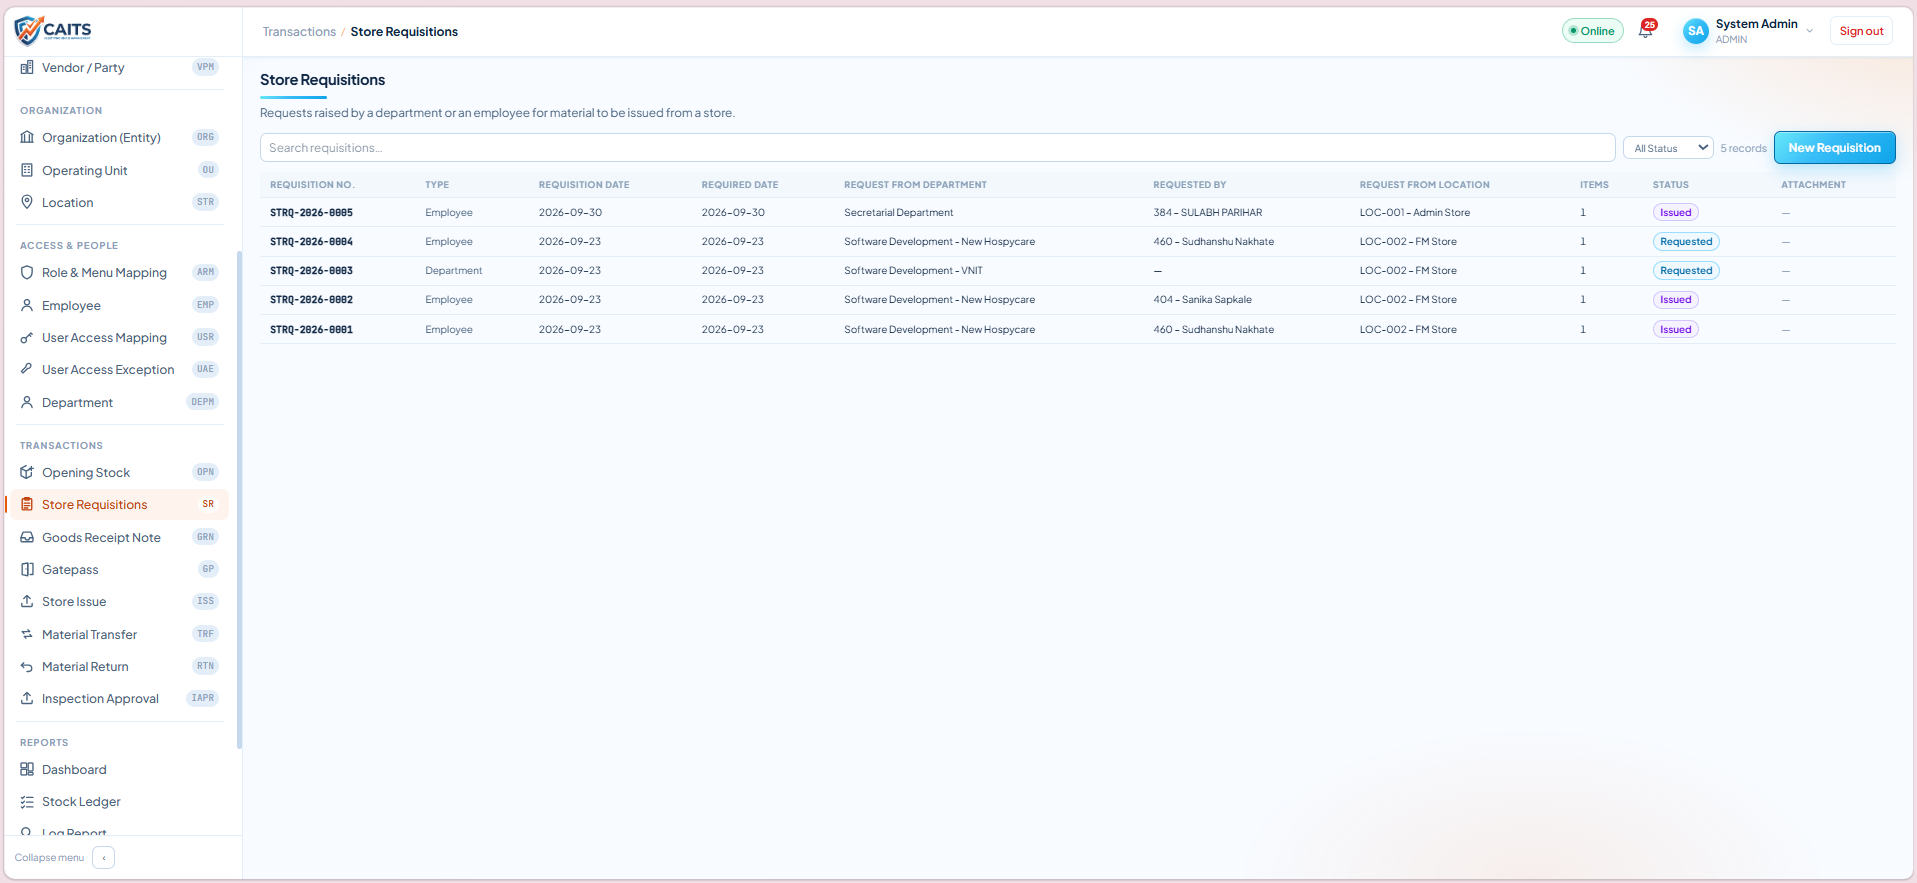 CAITS
Transactions / Store Requisitions
Online
25
SA
System Admin
ADMIN
Sign out
Vendor / Party VPM
ORGANIZATION
Organization (Entity) ORG
Operating Unit OU
Location STR
ACCESS & PEOPLE
Role & Menu Mapping ARM
Employee EMP
User Access Mapping USR
User Access Exception UAE
Department DEPM
TRANSACTIONS
Opening Stock OPN
Store Requisitions SR
Goods Receipt Note GRN
Gatepass GP
Store Issue ISS
Material Transfer TRF
Material Return RTN
Inspection Approval IAPR
REPORTS
Dashboard
Stock Ledger
Log Report
Collapse menu ‹
Store Requisitions
Requests raised by a department or an employee for material to be issued from a store.
Search requisitions...
All Status
5 records
New Requisition
REQUISITION NO. TYPE REQUISITION DATE REQUIRED DATE REQUEST FROM DEPARTMENT REQUESTED BY REQUEST FROM LOCATION ITEMS STATUS ATTACHMENT
STRQ-2026-0005 Employee 2026-09-30 2026-09-30 Secretarial Department 384 - SULABH PARIHAR LOC-001 - Admin Store 1 Issued —
STRQ-2026-0004 Employee 2026-09-23 2026-09-23 Software Development - New Hospycare 460 - Sudhanshu Nakhate LOC-002 - FM Store 1 Requested —
STRQ-2026-0003 Department 2026-09-23 2026-09-23 Software Development - VNIT — LOC-002 - FM Store 1 Requested —
STRQ-2026-0002 Employee 2026-09-23 2026-09-23 Software Development - New Hospycare 404 - Sanika Sapkale LOC-002 - FM Store 1 Issued —
STRQ-2026-0001 Employee 2026-09-23 2026-09-23 Software Development - New Hospycare 460 - Sudhanshu Nakhate LOC-002 - FM Store 1 Issued —